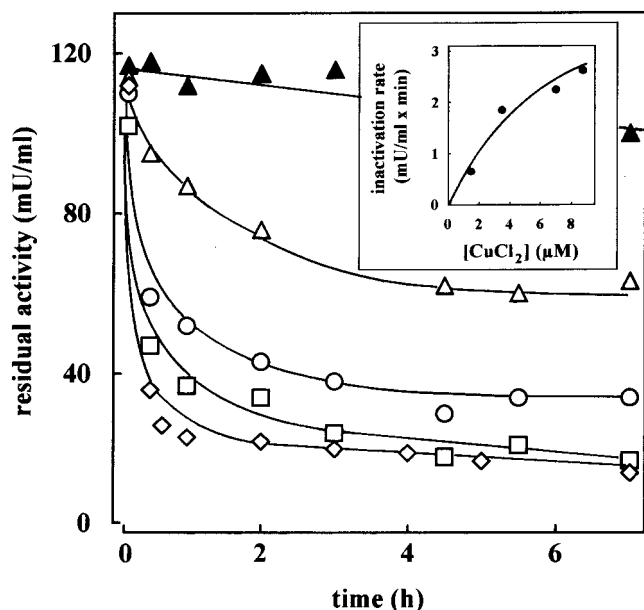 120
80
40
0
residual activity (mU/ml)
0 2 4 6
time (h)
3
2
1
0
inactivation rate
(mU/ml x min)
0 2 4 6 8
[CuCl₂] (µM)